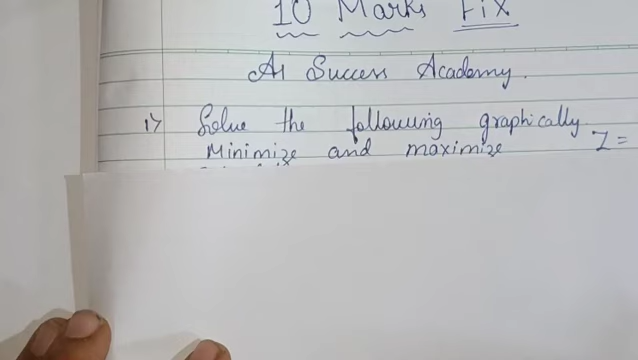 10 Marks Fix
A1 Success Academy.
1> Solve the following graphically.
Minimize and maximize Z =